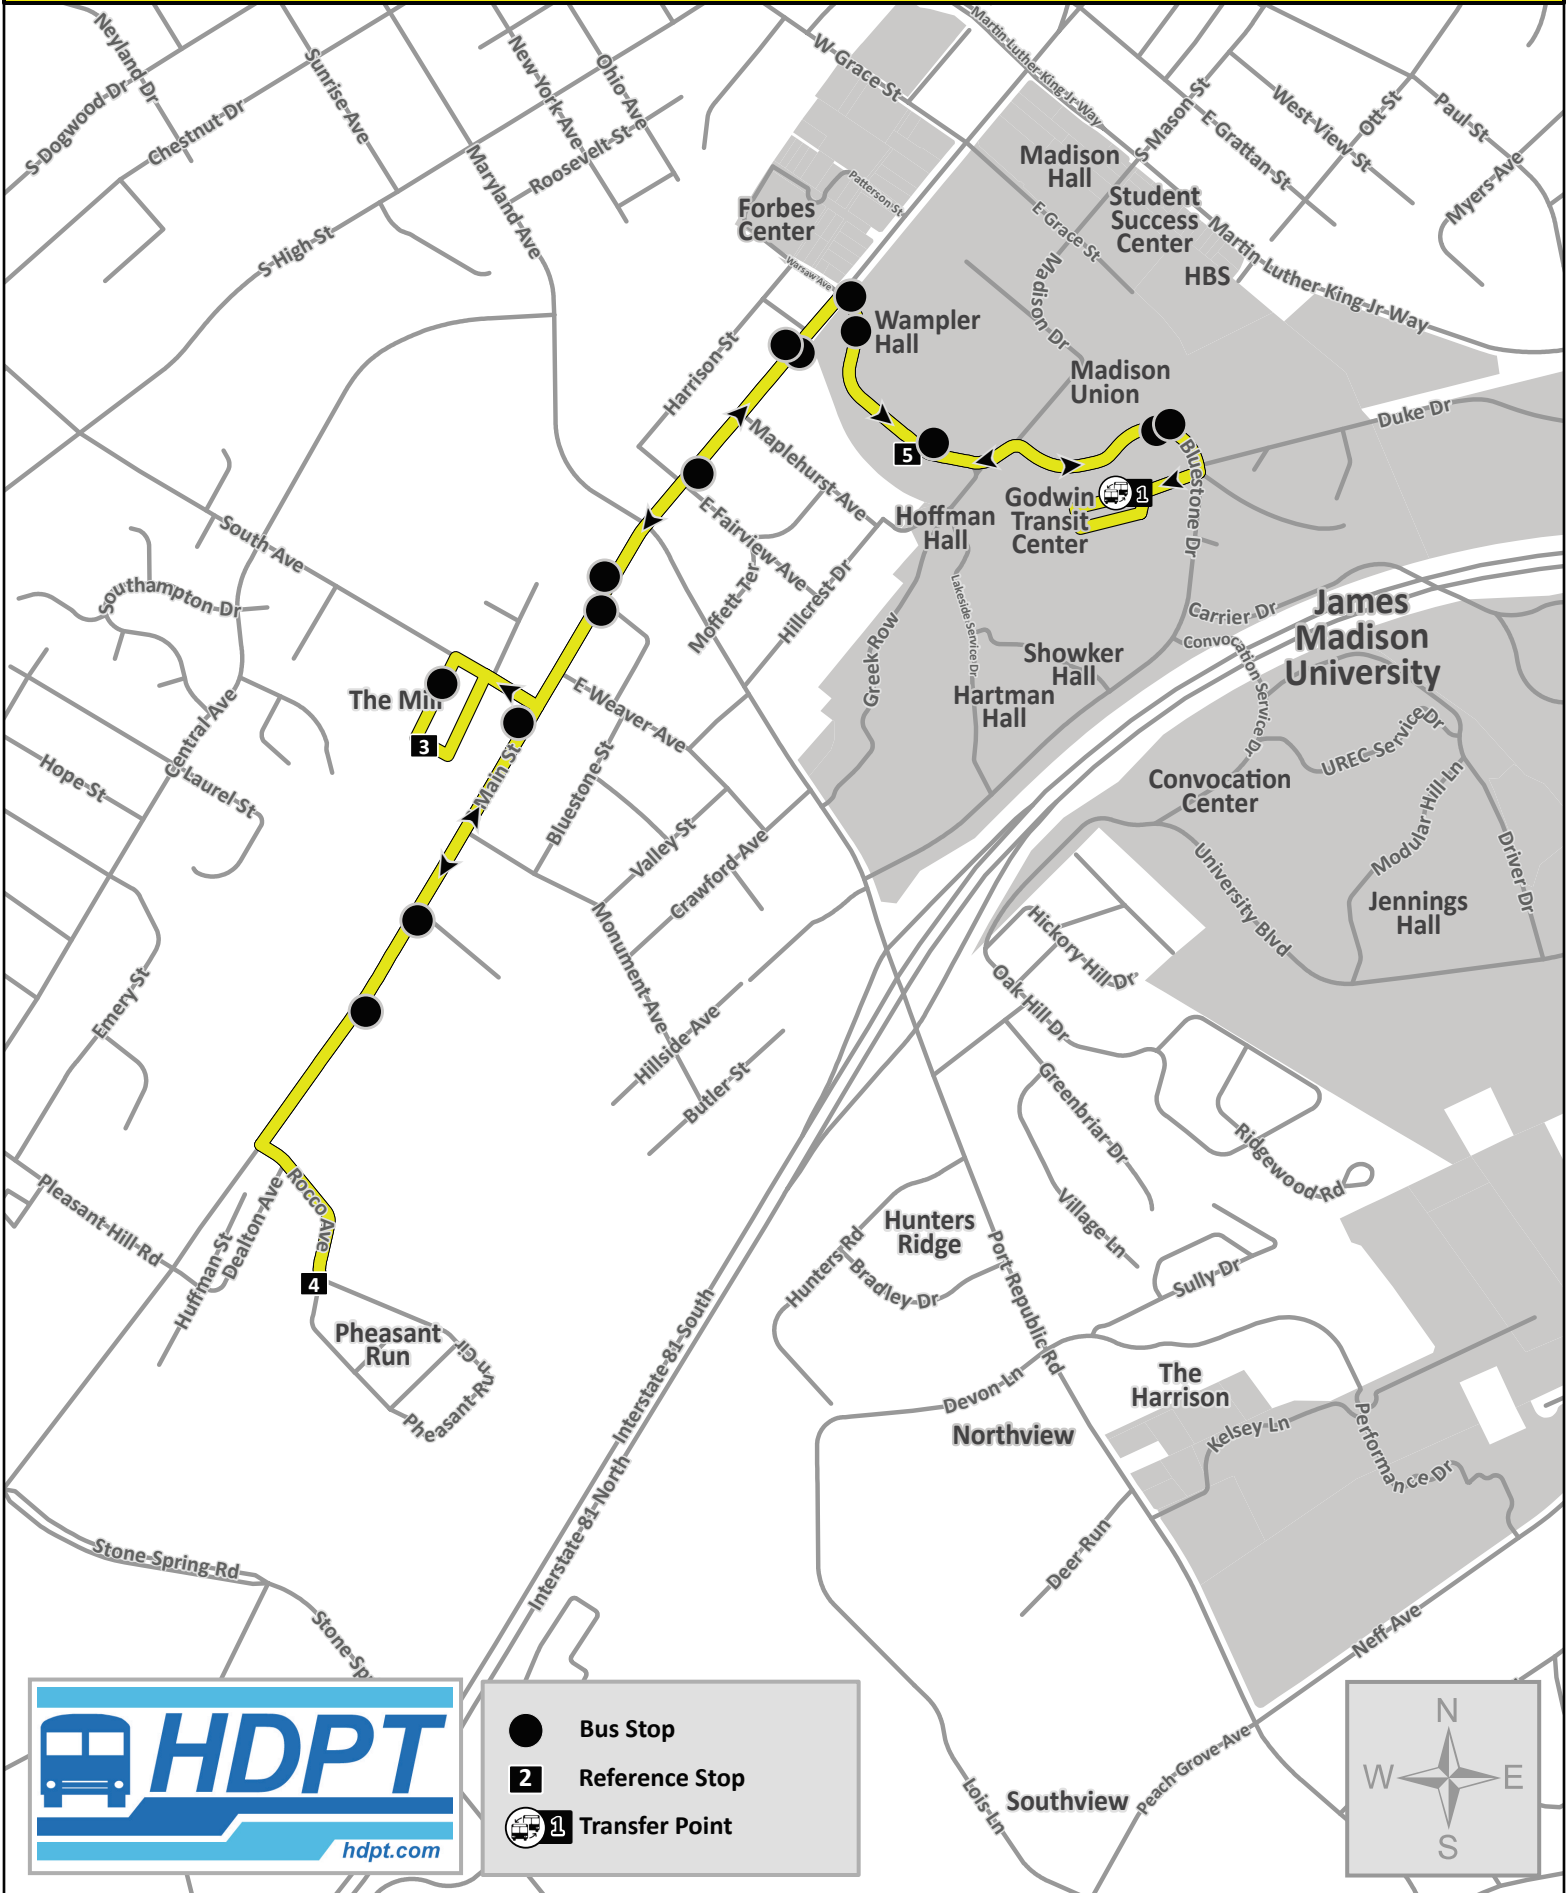 Neyland Dr
S Dogwood Dr
Chestnut Dr
Sunrise Ave
New York Ave
Ohio Ave
Roosevelt St
Maryland Ave
S High St
W Grace St
Martin Luther King Jr Way
S Mason St
E Grattan St
West View St
Ott St
Paul St
Myers Ave
Madison
Hall
Student
Success
Center
HBS
Martin Luther King Jr Way
E Grace St
Madison Dr
Patterson St
Forbes
Center
Warsaw Ave
Wampler
Hall
Madison
Union
Duke Dr
Harrison St
Maplehurst Ave
5
Bluestone Dr
1
Godwin
Transit
Center
Hoffman
Hall
E Fairview Ave
Moffett Ter
Hillcrest Dr
South Ave
Southampton Dr
Greek Row
Lakeside Service Dr
Showker
Hall
Hartman
Hall
Carrier Dr
Convocation Service Dr
James
Madison
University
UREC Service Dr
Convocation
Center
Modular Hill Ln
Driver Dr
University Blvd
Jennings
Hall
The Mill
3
E Weaver Ave
Main St
Bluestone St
Central Ave
Laurel St
Hope St
Valley St
Crawford Ave
Monument Ave
Emery St
Hillside Ave
Butler St
Hickory Hill Dr
Oak Hill Dr
Greenbriar Dr
Ridgewood Rd
Village Ln
Sully Dr
Pleasant Hill Rd
Huffman St
Dealton Ave
Rocco Ave
4
Pheasant
Run
Pheasant Run Cir
Hunters
Ridge
Hunters Rd
Bradley Dr
Port Republic Rd
Interstate 81 South
Interstate 81 North
Devon Ln
Northview
The
Harrison
Kelsey Ln
Performance Dr
Deer Run
Neff Ave
Stone Spring Rd
Stone Spr
Lois Ln
Southview
Peach Grove Ave
HDPT
hdpt.com
Bus Stop
2 Reference Stop
1 Transfer Point
N
W E
S